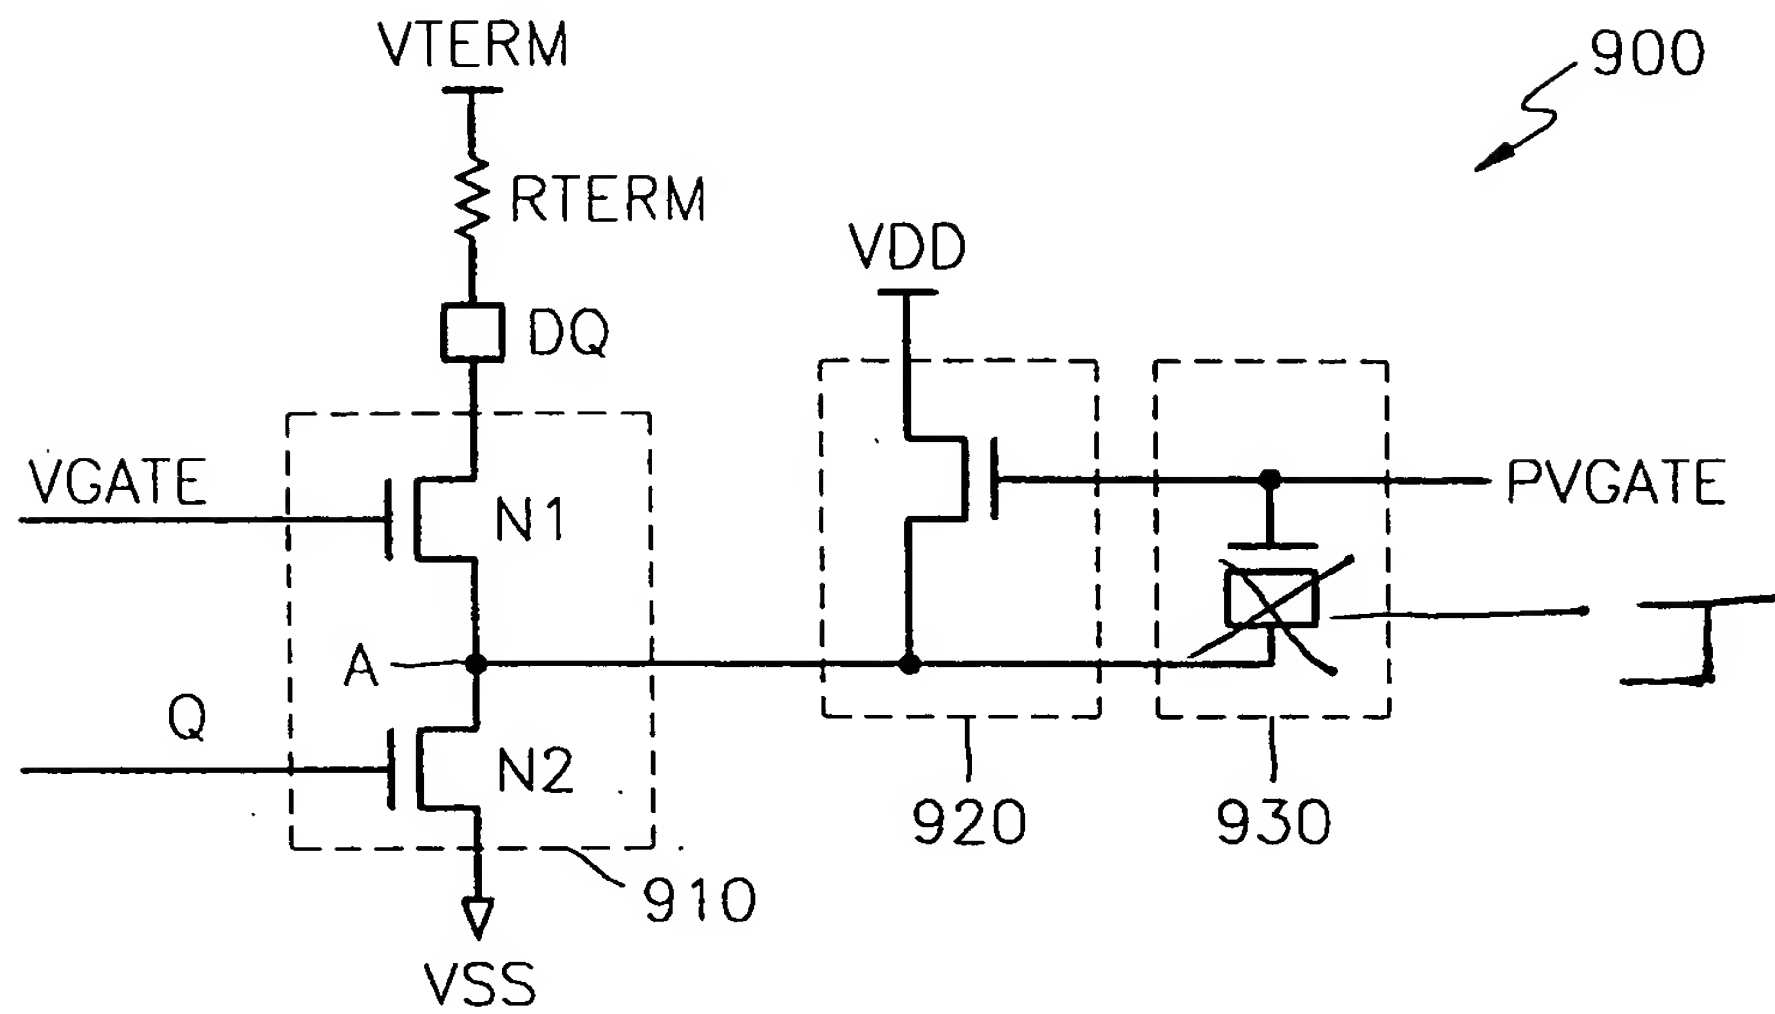 VTERM
900
RTERM
VDD
DQ
VGATE
N1
PVGATE
A
Q
N2
920
930
910
VSS